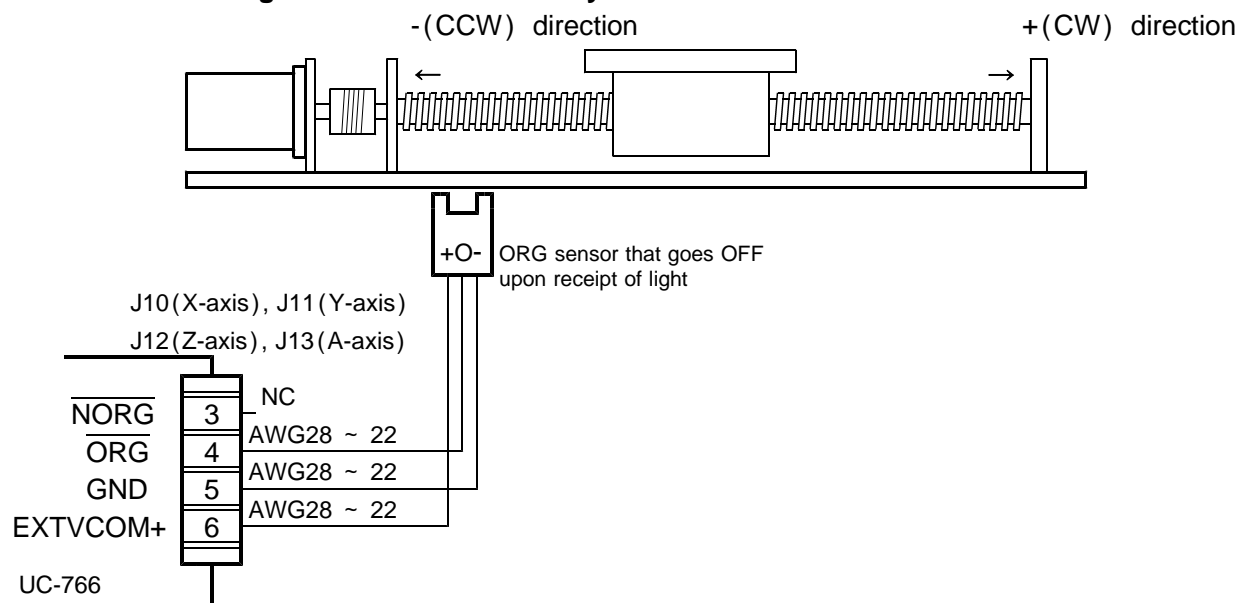 -(CCW) direction
+(CW) direction
← →
+O- ORG sensor that goes OFF
upon receipt of light
J10(X-axis), J11(Y-axis)
J12(Z-axis), J13(A-axis)
NORG 3 NC
ORG 4 AWG28 ~ 22
GND 5 AWG28 ~ 22
EXTVCOM+ 6 AWG28 ~ 22
UC-766